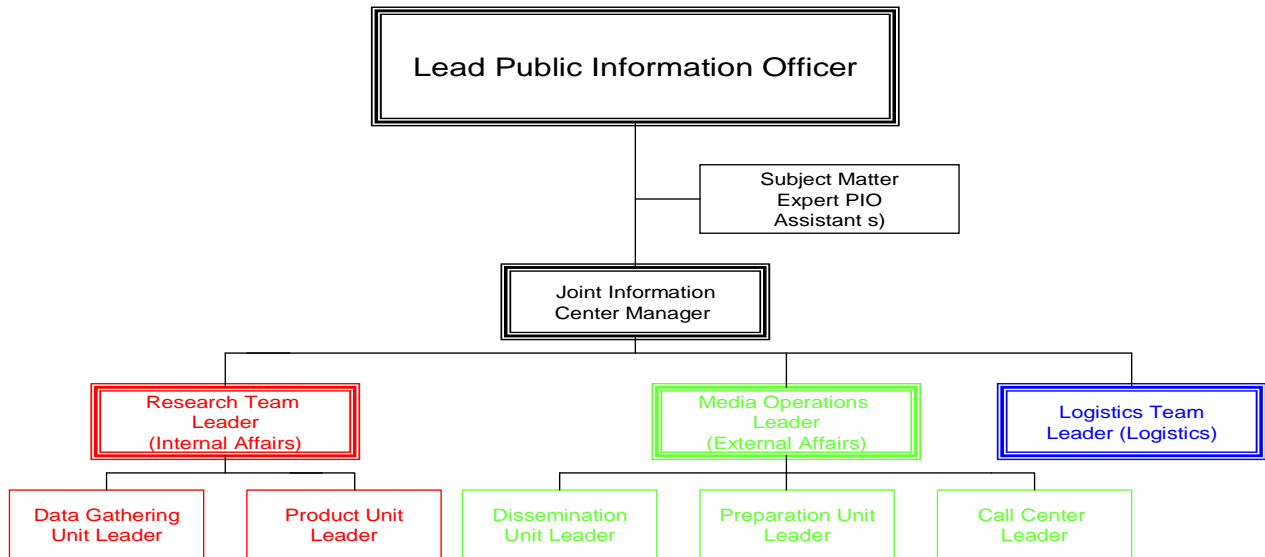 Lead Public Information Officer
Subject Matter
Expert PIO
Assistant s)
Joint Information
Center Manager
Research Team
Leader
(Internal Affairs)
Media Operations
Leader
(External Affairs)
Logistics Team
Leader (Logistics)
Data Gathering
Unit Leader
Product Unit
Leader
Dissemination
Unit Leader
Preparation Unit
Leader
Call Center
Leader